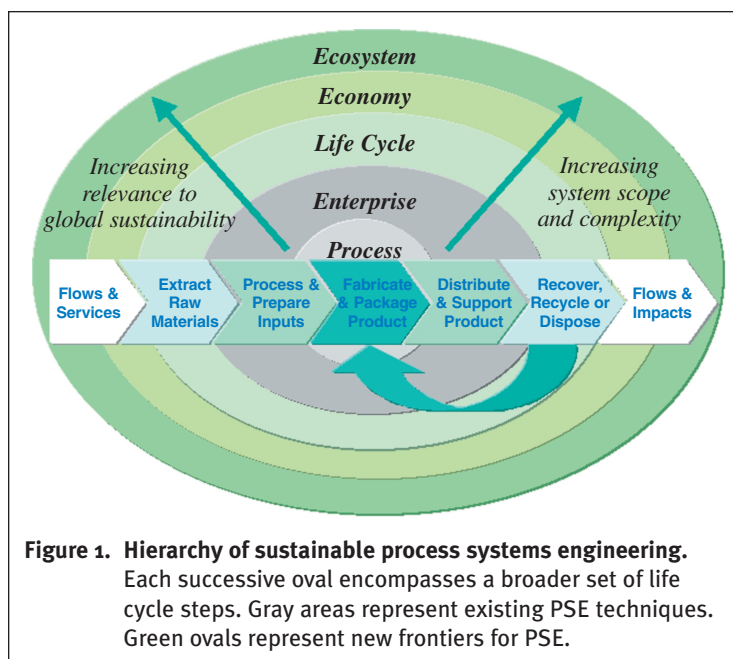 Ecosystem
Economy
Life Cycle
Enterprise
Process
Increasing
relevance to
global sustainability
Increasing
system scope
and complexity
Flows &
Services
Extract
Raw
Materials
Process &
Prepare
Inputs
Fabricate
& Package
Product
Distribute
& Support
Product
Recover,
Recycle or
Dispose
Flows &
Impacts
Figure 1. Hierarchy of sustainable process systems engineering.
Each successive oval encompasses a broader set of life
cycle steps. Gray areas represent existing PSE techniques.
Green ovals represent new frontiers for PSE.